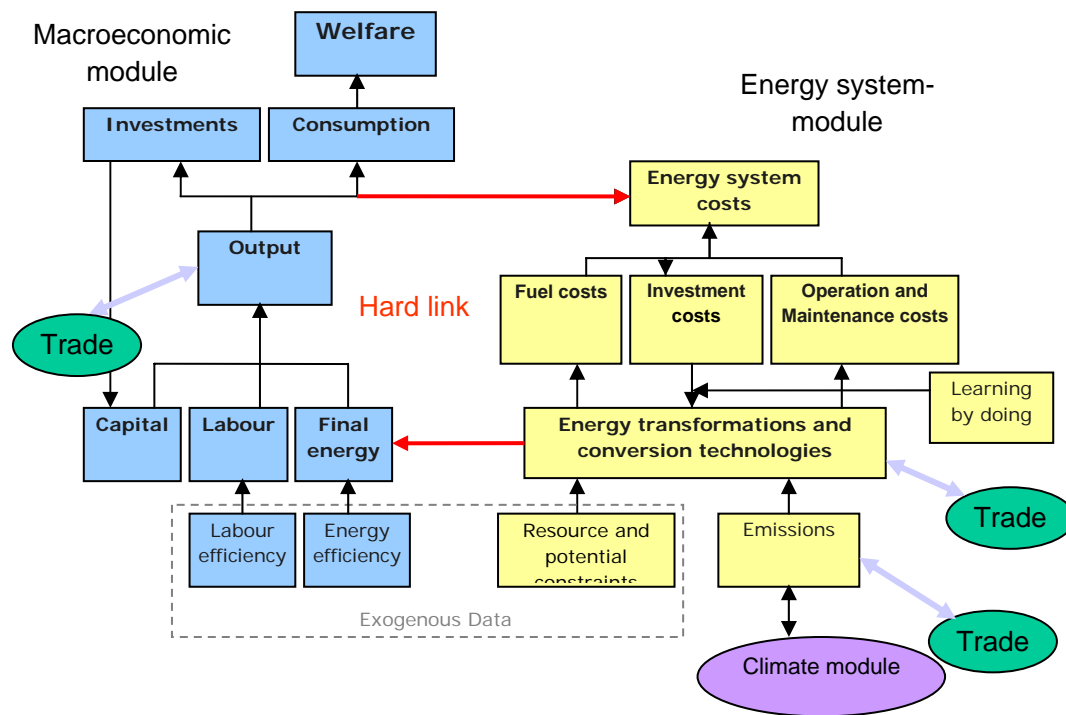 Macroeconomic
module
Welfare
Energy system-
module
Investments
Consumption
Energy system
costs
Output
Hard link
Fuel costs
Investment
costs
Operation and
Maintenance costs
Trade
Learning
by doing
Capital
Labour
Final
energy
Energy transformations and
conversion technologies
Labour
efficiency
Energy
efficiency
Resource and
potential
constraints
Emissions
Trade
Exogenous Data
Trade
Climate module